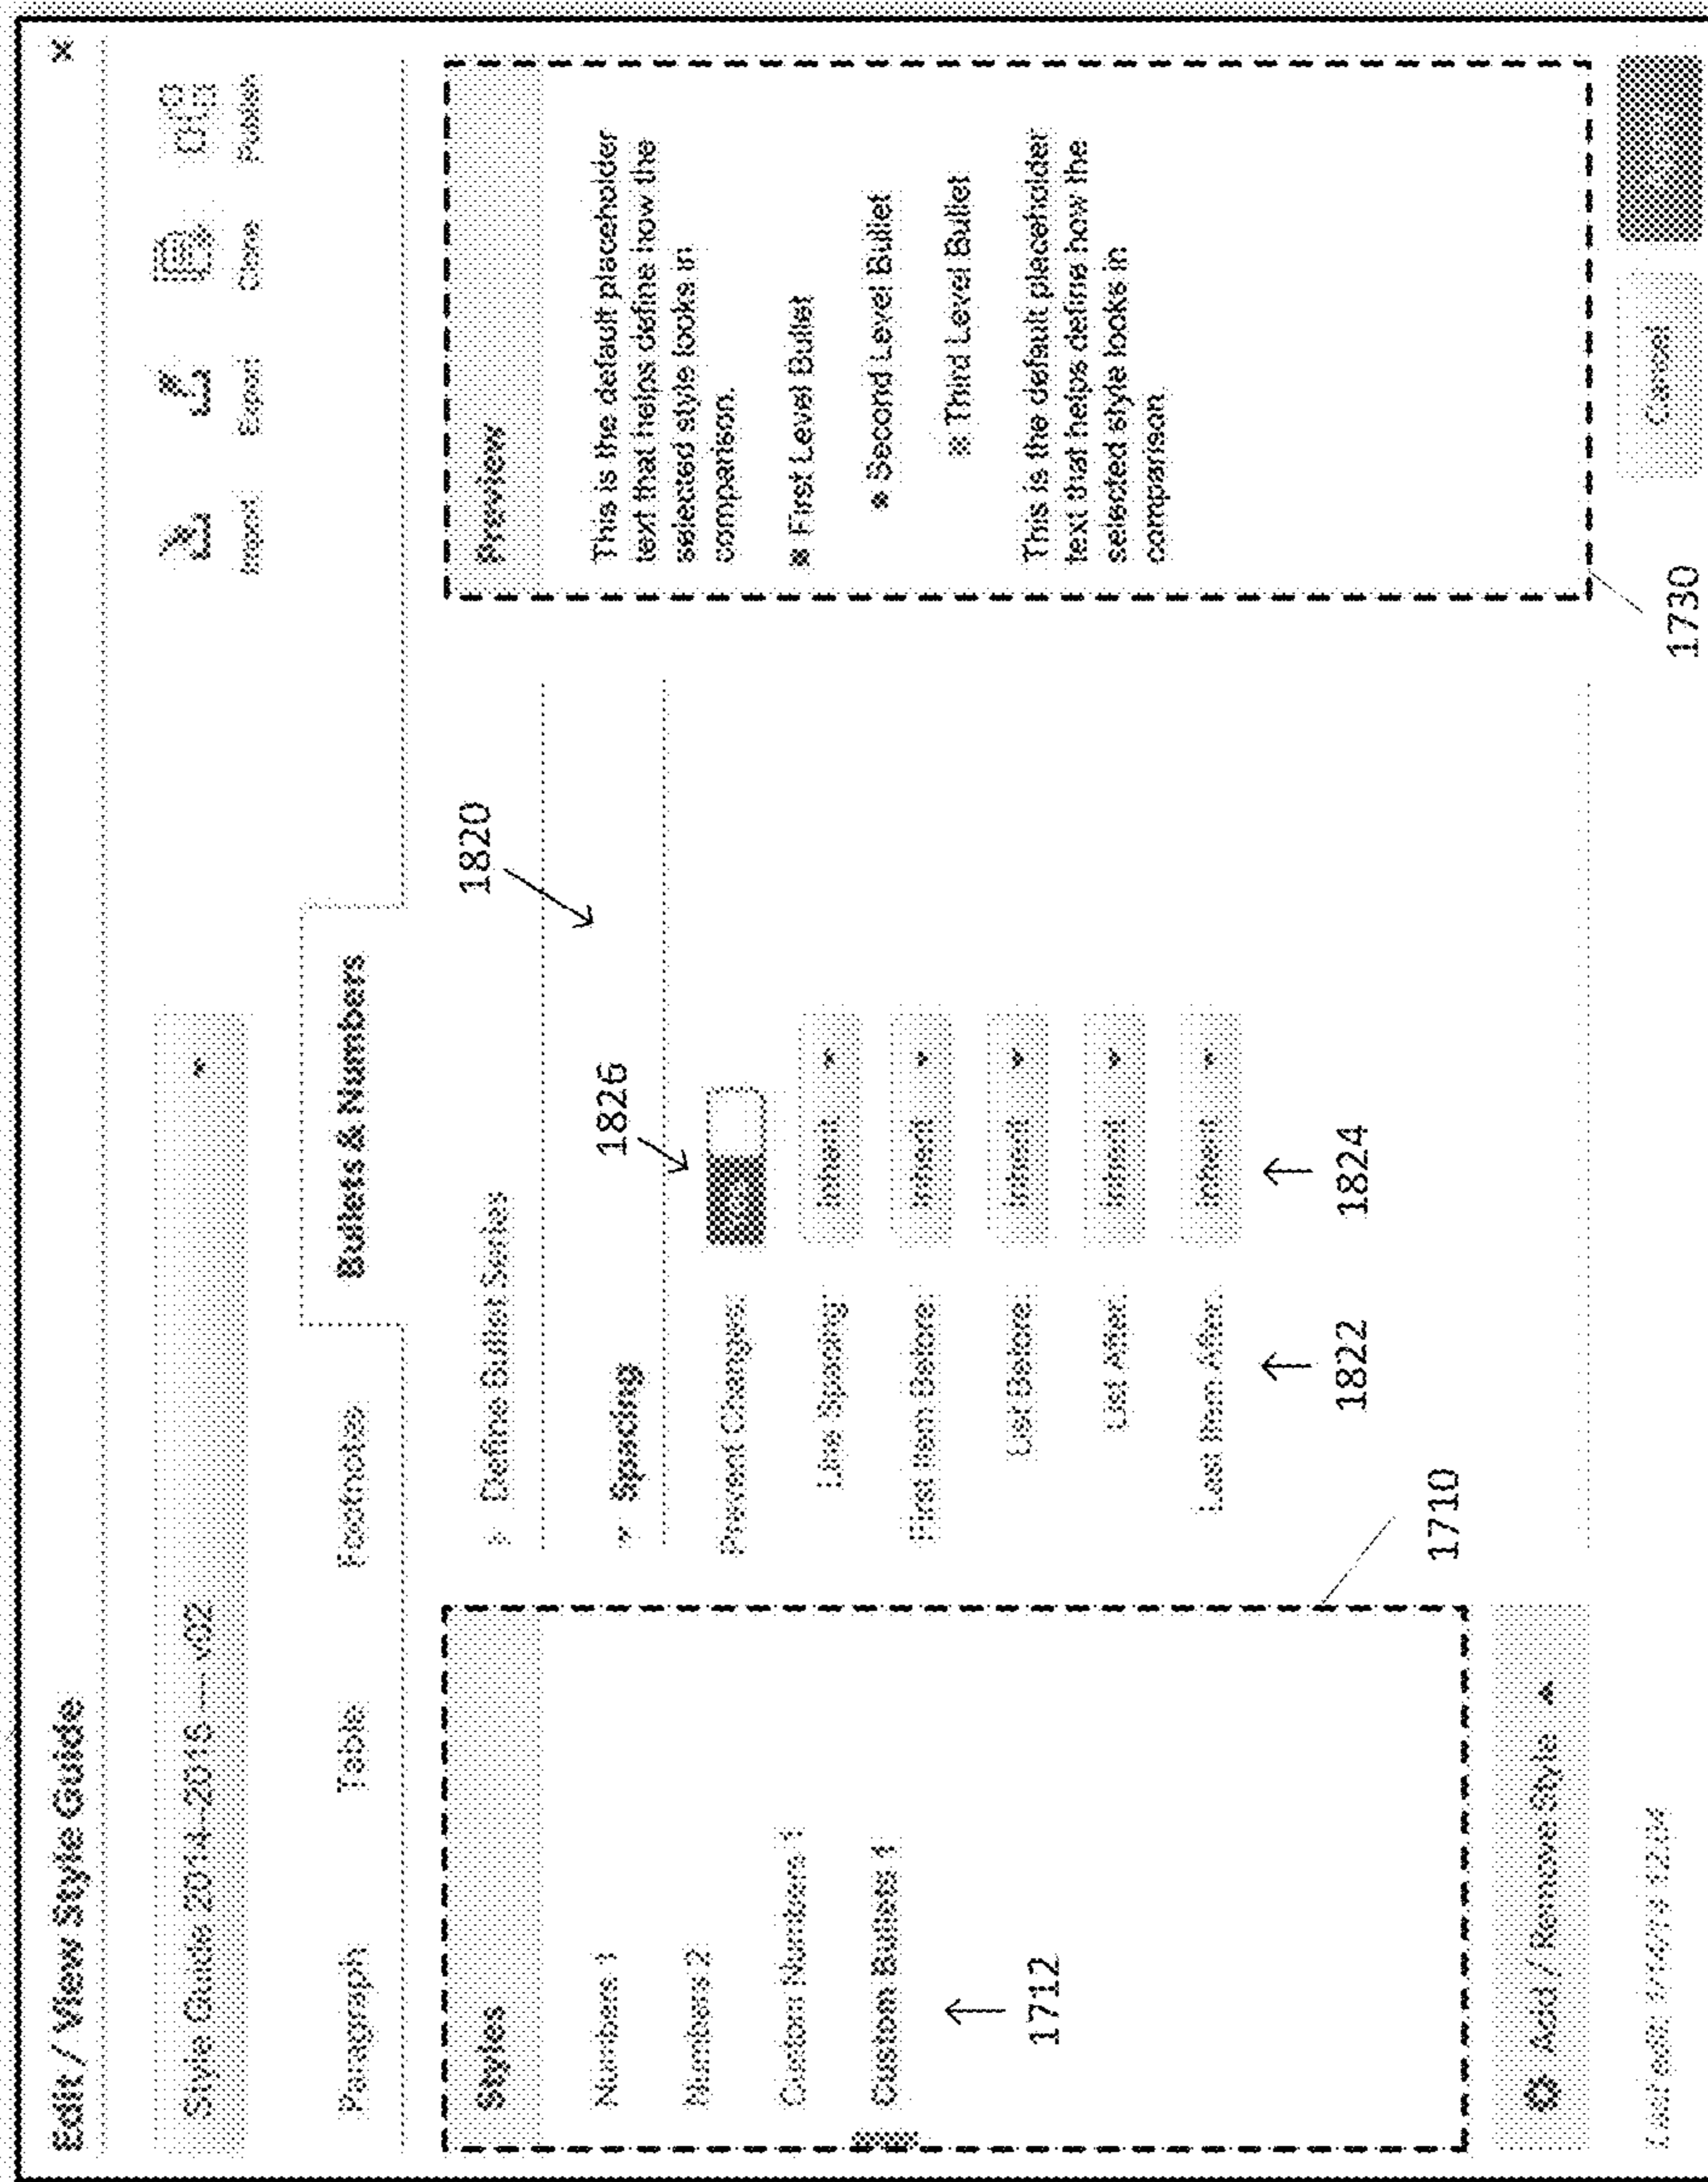 Edit / View Style Guide
×
Style Guide 2014-2015 — v02
Import
Export
Clone
Publish
Paragraph
Table
Footnotes
Bullets & Numbers
Styles
Numbers 1
Numbers 2
Custom Numbers 1
Custom Bullets 1
1712
1710
Add / Remove Style
Define Bullet Series
Spacing
1820
1826
Prevent Changes:
Line Spacing:
Inherit
First Item Before:
Inherit
List Before:
Inherit
List After:
Inherit
Last Item After:
Inherit
1822
1824
Preview
This is the default placeholder
text that helps define how the
selected style looks in
comparison.
First Level Bullet
Second Level Bullet
Third Level Bullet
This is the default placeholder
text that helps define how the
selected style looks in
comparison.
1730
Last edit:
Cancel